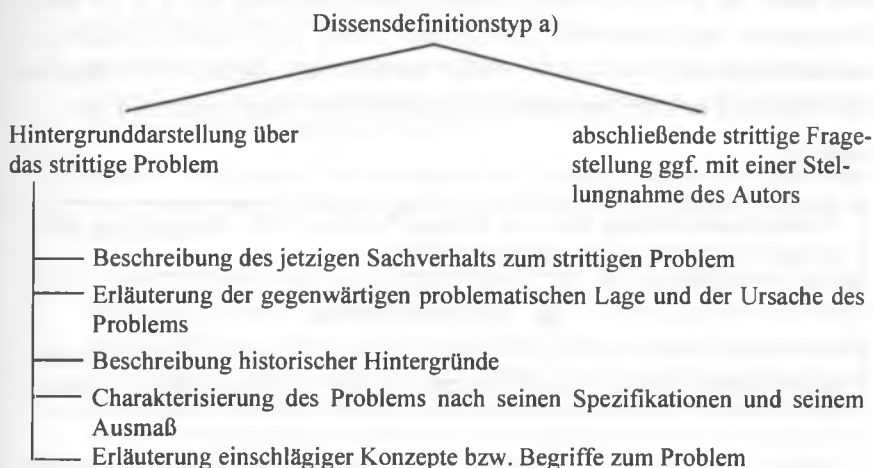 Dissensdefinitionstyp a)
Hintergrunddarstellung über
das strittige Problem
abschließende strittige Frage-
stellung ggf. mit einer Stel-
lungnahme des Autors
Beschreibung des jetzigen Sachverhalts zum strittigen Problem
Erläuterung der gegenwärtigen problematischen Lage und der Ursache des
Problems
Beschreibung historischer Hintergründe
Charakterisierung des Problems nach seinen Spezifikationen und seinem
Ausmaß
Erläuterung einschlägiger Konzepte bzw. Begriffe zum Problem